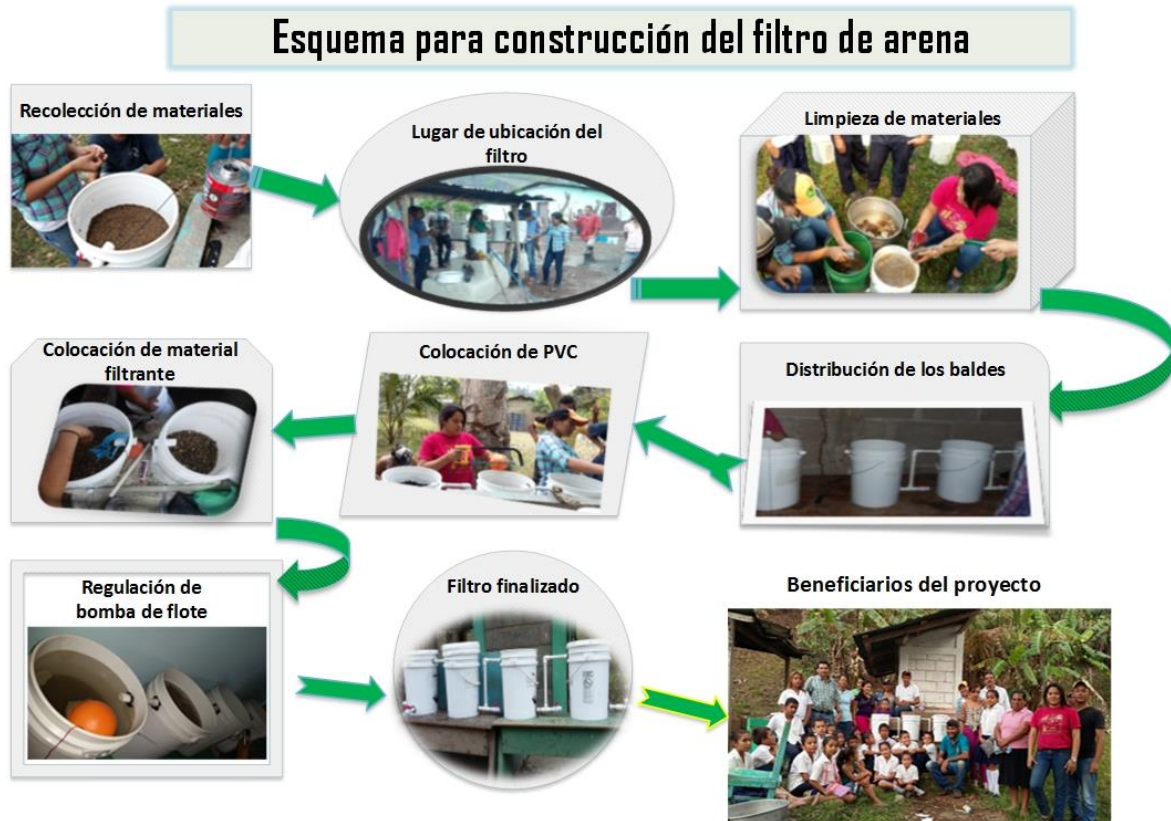 Esquema para construcción del filtro de arena
Recolección de materiales
Lugar de ubicación del
filtro
Limpieza de materiales
Distribución de los baldes
Colocación de PVC
Colocación de material
filtrante
Regulación de
bomba de flote
Filtro finalizado
Beneficiarios del proyecto